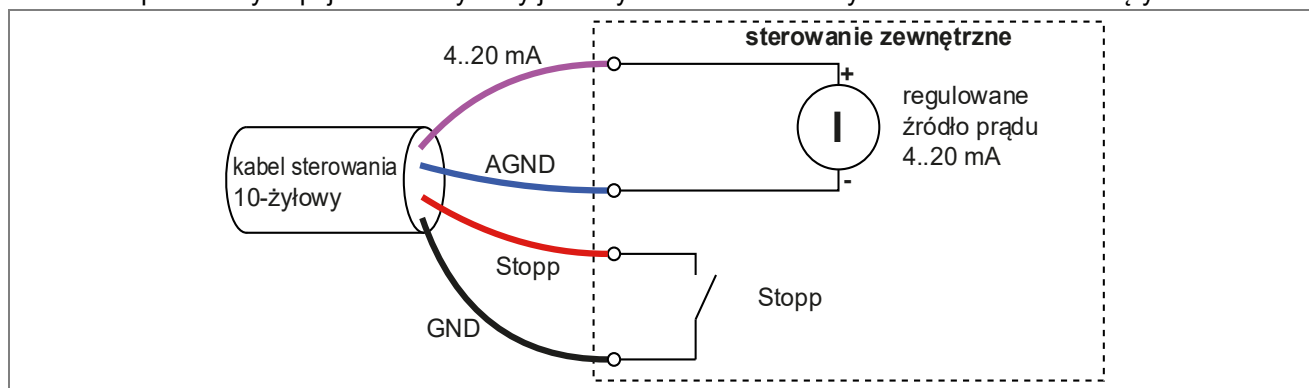 sterowanie zewnętrzne
4..20 mA
+
I
regulowane
źródło prądu
4..20 mA
-
kabel sterowania
10-żyłowy
AGND
Stopp
Stopp
GND